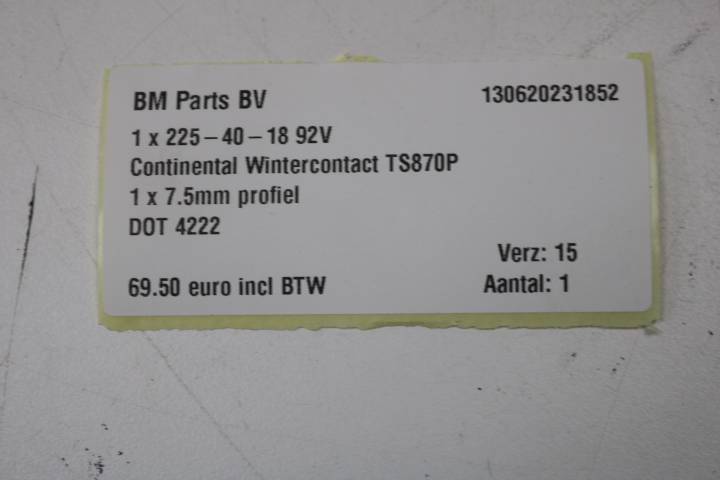 BM Parts BV 130620231852
1 x 225-40-18 92V
Continental Wintercontact TS870P
1 x 7.5mm profiel
DOT 4222
Verz: 15
69.50 euro incl BTW Aantal: 1